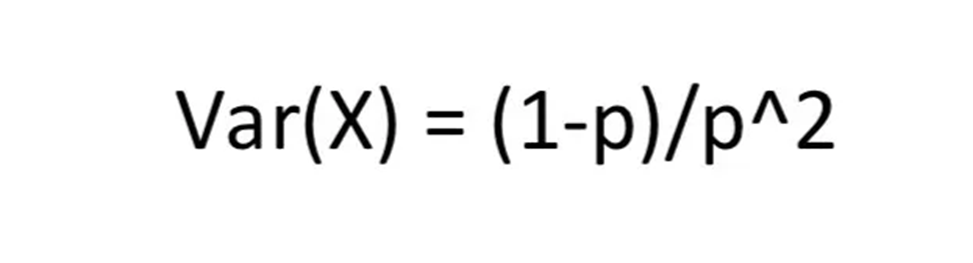 Var(X) = (1-p)/p^2